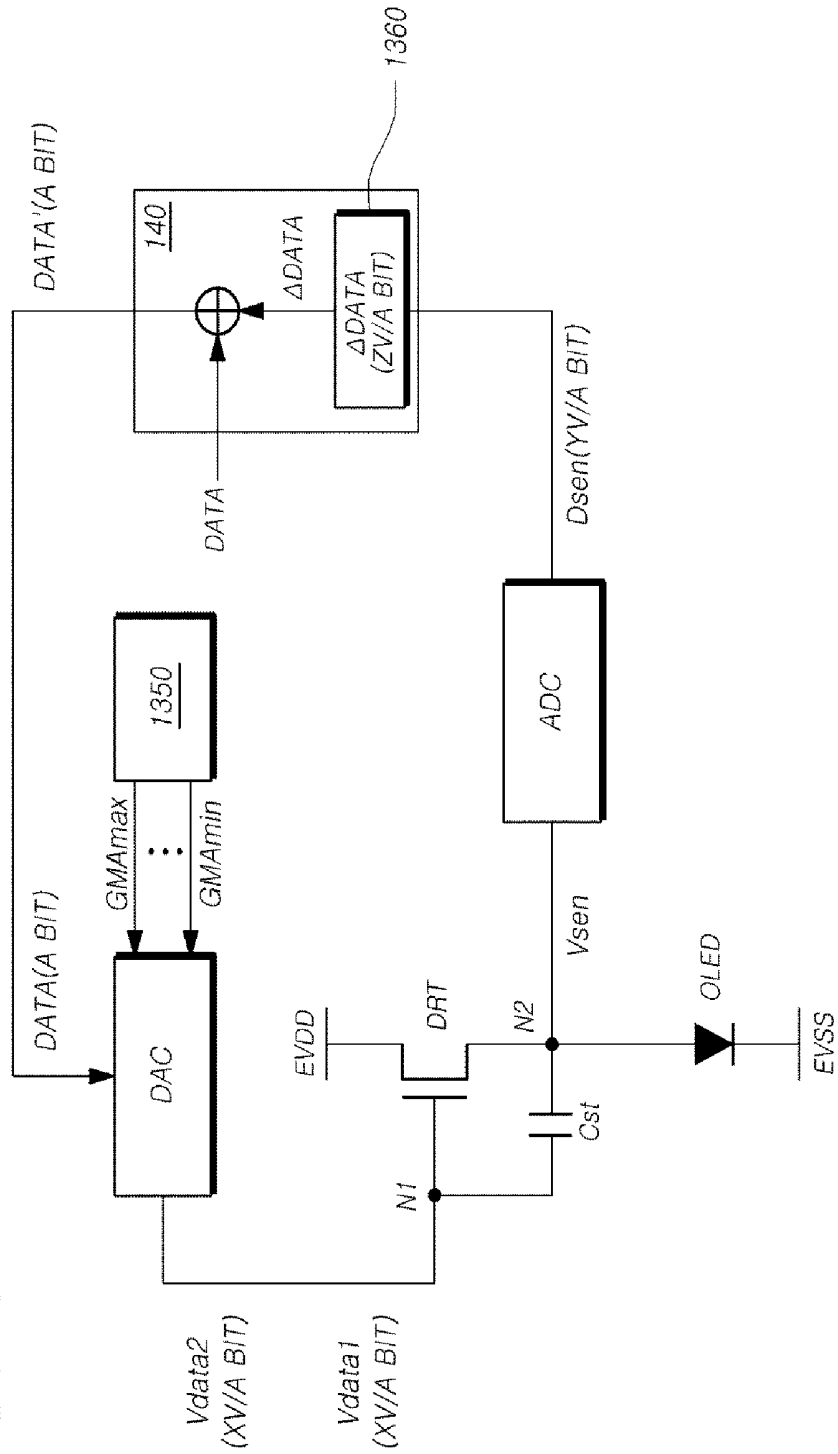 DATA(A BIT)
DATA'(A BIT)
DAC
GMAmax
GMAmin
1350
140
DATA
ΔDATA
ΔDATA
(ZV/A BIT)
1360
Vdata2
(XV/A BIT)
Vdata1
(XV/A BIT)
EVDD
N1
DRT
N2
Cst
Vsen
ADC
Dsen(YV/A BIT)
OLED
EVSS